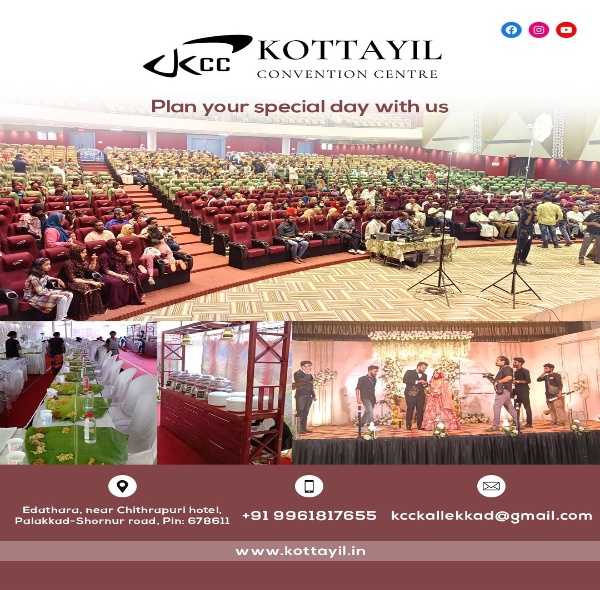 KCC KOTTAYIL
CONVENTION CENTRE
Plan your special day with us
Edathara, near Chithrapuri hotel,
Palakkad-Shornur road, Pin: 678611
+91 9961817655
kcckallekkad@gmail.com
www.kottayil.in